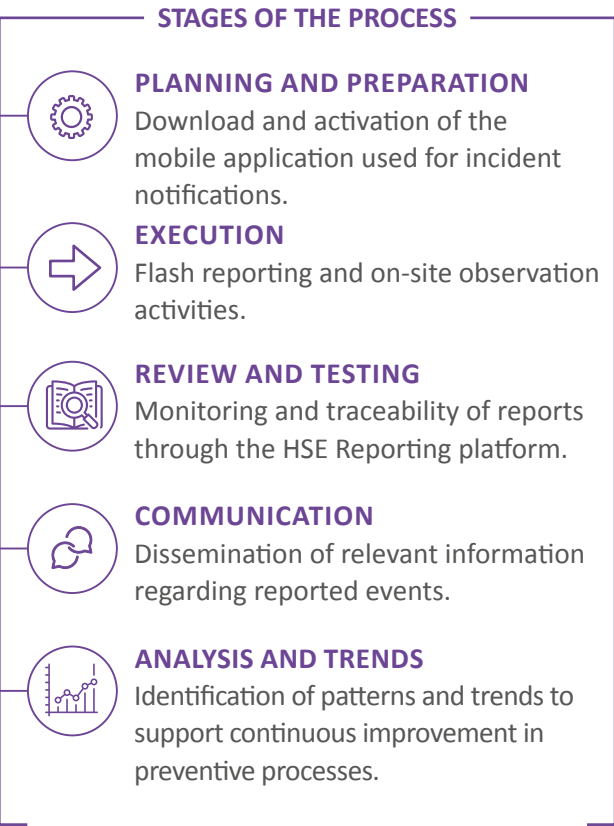 STAGES OF THE PROCESS
PLANNING AND PREPARATION
Download and activation of the
mobile application used for incident
notifications.
EXECUTION
Flash reporting and on-site observation
activities.
REVIEW AND TESTING
Monitoring and traceability of reports
through the HSE Reporting platform.
COMMUNICATION
Dissemination of relevant information
regarding reported events.
ANALYSIS AND TRENDS
Identification of patterns and trends to
support continuous improvement in
preventive processes.